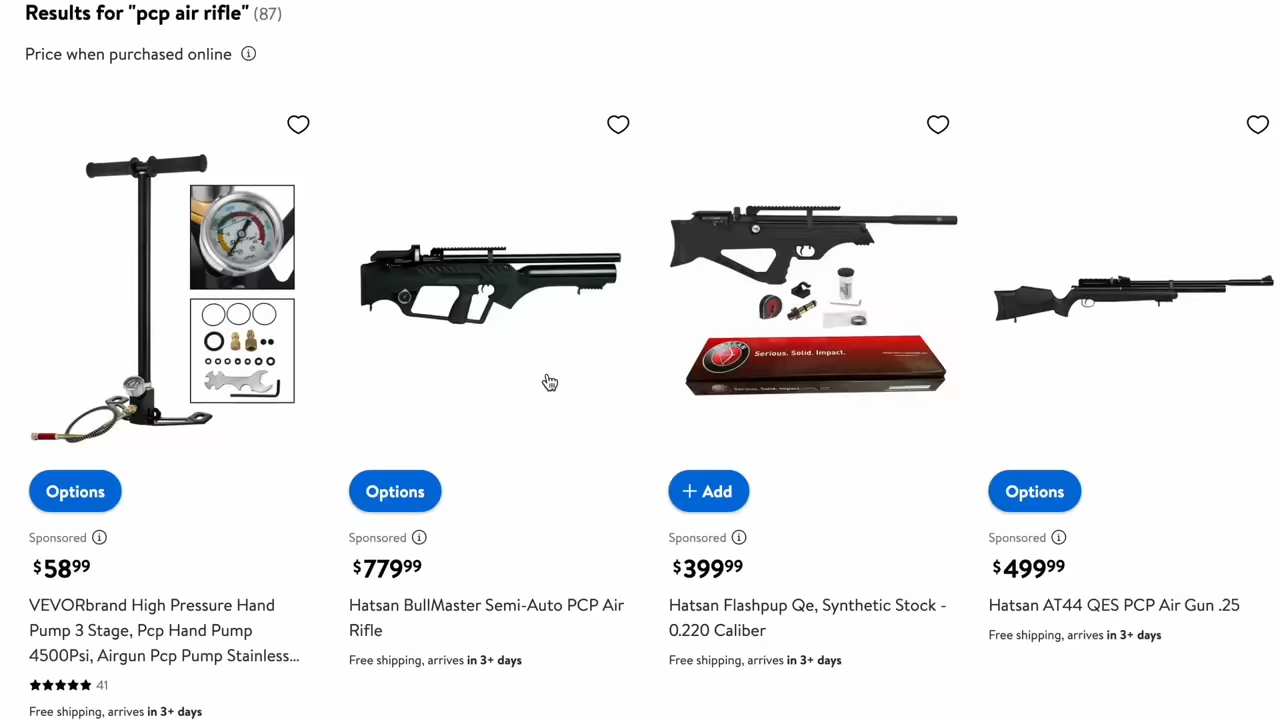 Results for "pcp air rifle" (87)
Price when purchased online
Serious. Solid. Impact.
Serious. Solid. Impact.
Options
Options
+ Add
Options
Sponsored
Sponsored
Sponsored
Sponsored
$58.99
$779.99
$399.99
$499.99
VEVORbrand High Pressure Hand
Pump 3 Stage, Pcp Hand Pump
4500Psi, Airgun Pcp Pump Stainless...
41
Free shipping, arrives in 3+ days
Hatsan BullMaster Semi-Auto PCP Air
Rifle
Free shipping, arrives in 3+ days
Hatsan Flashpup Qe, Synthetic Stock -
0.220 Caliber
Free shipping, arrives in 3+ days
Hatsan AT44 QES PCP Air Gun .25
Free shipping, arrives in 3+ days